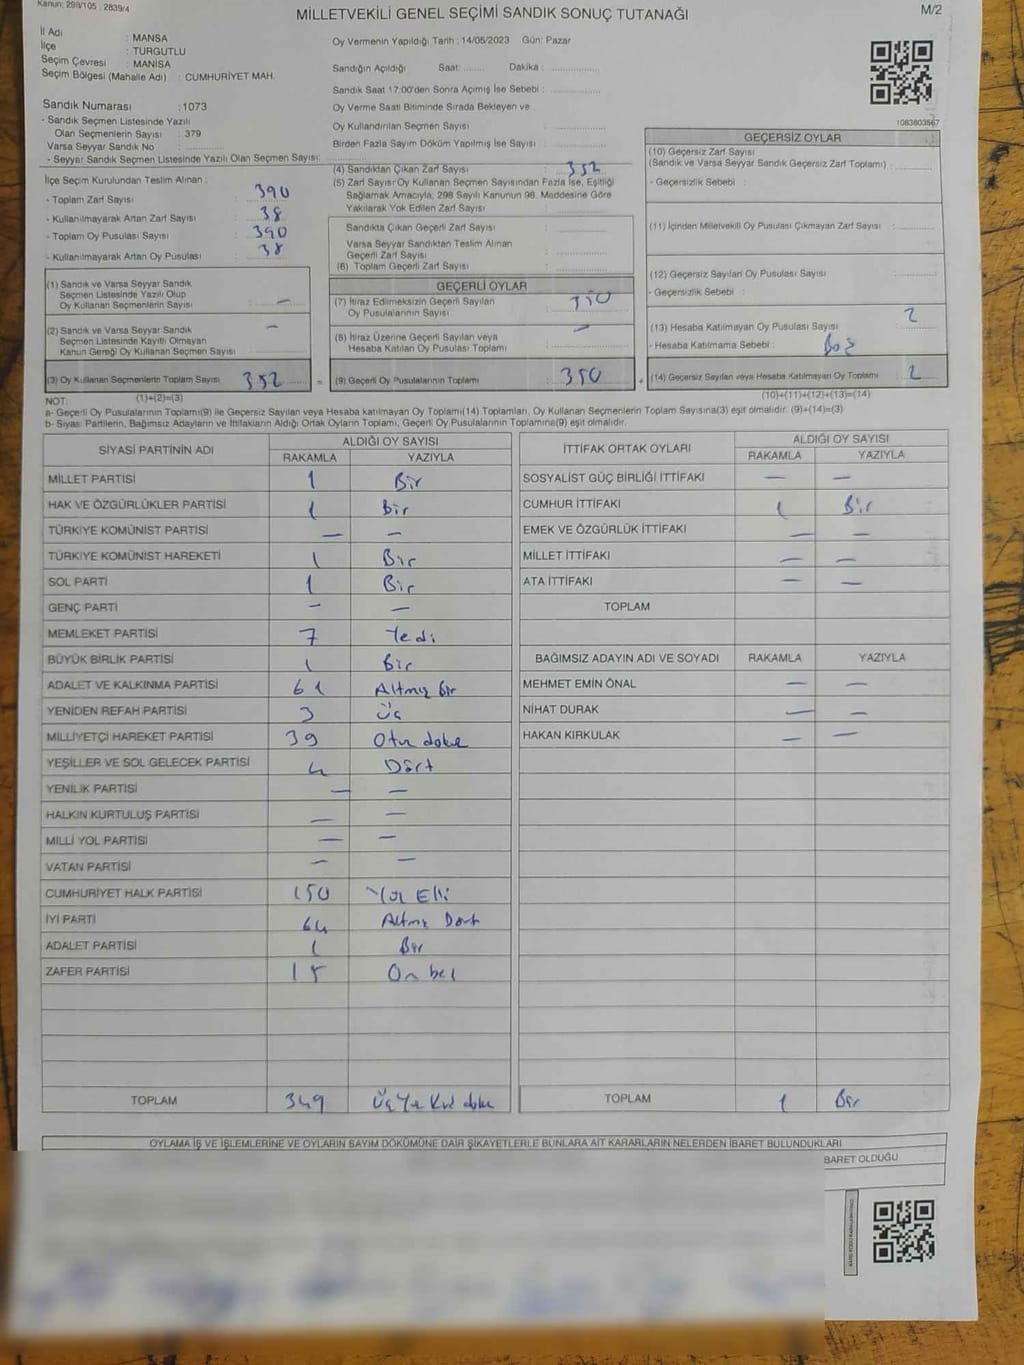 Kanun: 298/105 . 2839/4
MİLLETVEKİLİ GENEL SEÇİMİ SANDIK SONUÇ TUTANAĞI
M/2
İl Adı : MANSA
İlçe : TURGUTLU
Seçim Çevresi : MANİSA
Seçim Bölgesi (Mahalle Adı) : CUMHURİYET MAH.
Sandık Numarası : 1073
- Sandık Seçmen Listesinde Yazılı
Olan Seçmenlerin Sayısı : 379
Varsa Seyyar Sandık No :
- Seyyar Sandık Seçmen Listesinde Yazılı Olan Seçmen Sayısı:
Oy Vermenin Yapıldığı Tarih : 14/05/2023 Gün: Pazar
Sandığın Açıldığı Saat: Dakika :
Sandık Saat 17:00'den Sonra Açımış İse Sebebi :
Oy Verme Saati Bitiminde Sırada Bekleyen ve
Oy Kullandırılan Seçmen Sayısı :
Birden Fazla Sayım Döküm Yapılmış İse Sayısı :
1083803567
İlçe Seçim Kurulundan Teslim Alınan :
- Toplam Zarf Sayısı : 390
- Kullanılmayarak Artan Zarf Sayısı : 38
- Toplam Oy Pusulası Sayısı : 390
- Kullanılmayarak Artan Oy Pusulası : 38
(4) Sandıktan Çıkan Zarf Sayısı : 352
(5) Zarf Sayısı Oy Kullanan Seçmen Sayısından Fazla İse, Eşitliği
Sağlamak Amacıyla, 298 Sayılı Kanunun 98. Maddesine Göre
Yakılarak Yok Edilen Zarf Sayısı :
Sandıkta Çıkan Geçerli Zarf Sayısı :
Varsa Seyyar Sandıktan Teslim Alınan
Geçerli Zarf Sayısı :
(6) Toplam Geçerli Zarf Sayısı :
GEÇERSİZ OYLAR
(10) Geçersiz Zarf Sayısı
(Sandık ve Varsa Seyyar Sandık Geçersiz Zarf Toplamı) :
- Geçersizlik Sebebi :
(11) İçinden Milletvekili Oy Pusulası Çıkmayan Zarf Sayısı :
(12) Geçersiz Sayılan Oy Pusulası Sayısı :
- Geçersizlik Sebebi :
(13) Hesaba Katılmayan Oy Pusulası Sayısı : 2
- Hesaba Katılmama Sebebi : Boş
(14) Geçersiz Sayılan veya Hesaba Katılmayan Oy Toplamı : 2
(10)+(11)+(12)+(13)=(14)
(1) Sandık ve Varsa Seyyar Sandık
Seçmen Listesinde Yazılı Olup
Oy Kullanan Seçmenlerin Sayısı : —
(2) Sandık ve Varsa Seyyar Sandık
Seçmen Listesinde Kayıtlı Olmayan
Kanun Gereği Oy Kullanan Seçmen Sayısı : —
(3) Oy Kullanan Seçmenlerin Toplam Sayısı 352
(1)+(2)=(3)
GEÇERLİ OYLAR
(7) İtiraz Edilmeksizin Geçerli Sayılan
Oy Pusulalarının Sayısı : 350
(8) İtiraz Üzerine Geçerli Sayılan veya
Hesaba Katılan Oy Pusulası Toplamı : —
(9) Geçerli Oy Pusulalarının Toplamı : 350
NOT:
a- Geçerli Oy Pusulalarının Toplamı(9) ile Geçersiz Sayılan veya Hesaba katılmayan Oy Toplamı(14) Toplamları, Oy Kullanan Seçmenlerin Toplam Sayısına(3) eşit olmalıdır. (9)+(14)=(3)
b- Siyasi Partilerin, Bağımsız Adayların ve İttifakların Aldığı Ortak Oyların Toplamı, Geçerli Oy Pusulalarının Toplamına(9) eşit olmalıdır.
SİYASİ PARTİNİN ADI ALDIĞI OY SAYISI
RAKAMLA YAZIYLA
MİLLET PARTİSİ 1 Bir
HAK VE ÖZGÜRLÜKLER PARTİSİ 1 Bir
TÜRKİYE KOMÜNİST PARTİSİ — —
TÜRKİYE KOMÜNİST HAREKETİ 1 Bir
SOL PARTİ 1 Bir
GENÇ PARTİ — —
MEMLEKET PARTİSİ 7 Yedi
BÜYÜK BİRLİK PARTİSİ 1 Bir
ADALET VE KALKINMA PARTİSİ 61 Altmış bir
YENİDEN REFAH PARTİSİ 3 Üç
MİLLİYETÇİ HAREKET PARTİSİ 39 Otuz dokuz
YEŞİLLER VE SOL GELECEK PARTİSİ 4 Dört
YENİLİK PARTİSİ — —
HALKIN KURTULUŞ PARTİSİ — —
MİLLİ YOL PARTİSİ — —
VATAN PARTİSİ — —
CUMHURİYET HALK PARTİSİ 150 Yüz Elli
İYİ PARTİ 64 Altmış Dört
ADALET PARTİSİ 1 Bir
ZAFER PARTİSİ 15 On beş
TOPLAM 349 Üç Yüz Kırk dokuz
İTTİFAK ORTAK OYLARI ALDIĞI OY SAYISI
RAKAMLA YAZIYLA
SOSYALİST GÜÇ BİRLİĞİ İTTİFAKI — —
CUMHUR İTTİFAKI 1 Bir
EMEK VE ÖZGÜRLÜK İTTİFAKI — —
MİLLET İTTİFAKI — —
ATA İTTİFAKI — —
TOPLAM
BAĞIMSIZ ADAYIN ADI VE SOYADI RAKAMLA YAZIYLA
MEHMET EMİN ÖNAL — —
NİHAT DURAK — —
HAKAN KIRKULAK — —
TOPLAM 1 Bir
OYLAMA İŞ VE İŞLEMLERİNE VE OYLARIN SAYIM DÖKÜMÜNE DAİR ŞİKAYETLERLE BUNLARA AİT KARARLARIN NELERDEN İBARET BULUNDUKLARI
BARET OLDUĞU